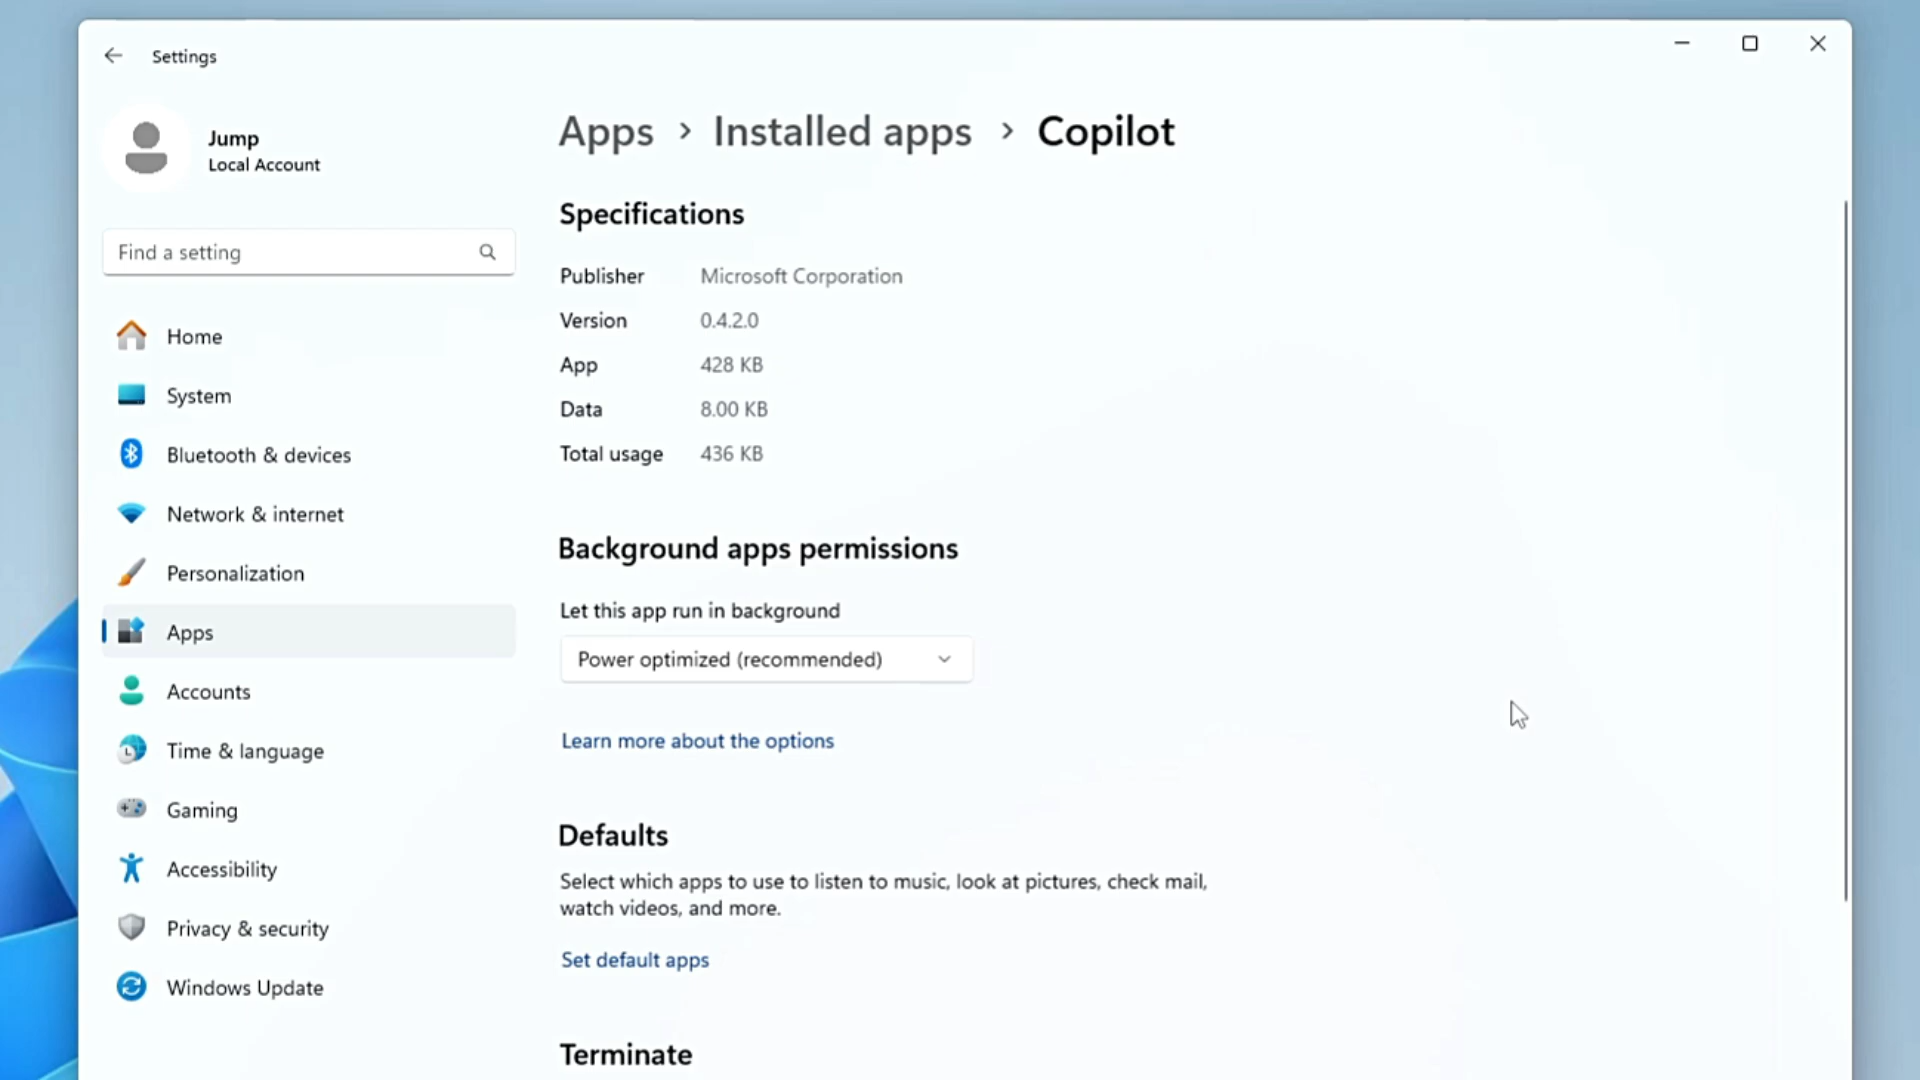 Settings
Jump
Local Account
Find a setting
Home
System
Bluetooth & devices
Network & internet
Personalization
Apps
Accounts
Time & language
Gaming
Accessibility
Privacy & security
Windows Update
Apps > Installed apps > Copilot
Specifications
Publisher Microsoft Corporation
Version 0.4.2.0
App 428 KB
Data 8.00 KB
Total usage 436 KB
Background apps permissions
Let this app run in background
Power optimized (recommended)
Learn more about the options
Defaults
Select which apps to use to listen to music, look at pictures, check mail,
watch videos, and more.
Set default apps
Terminate